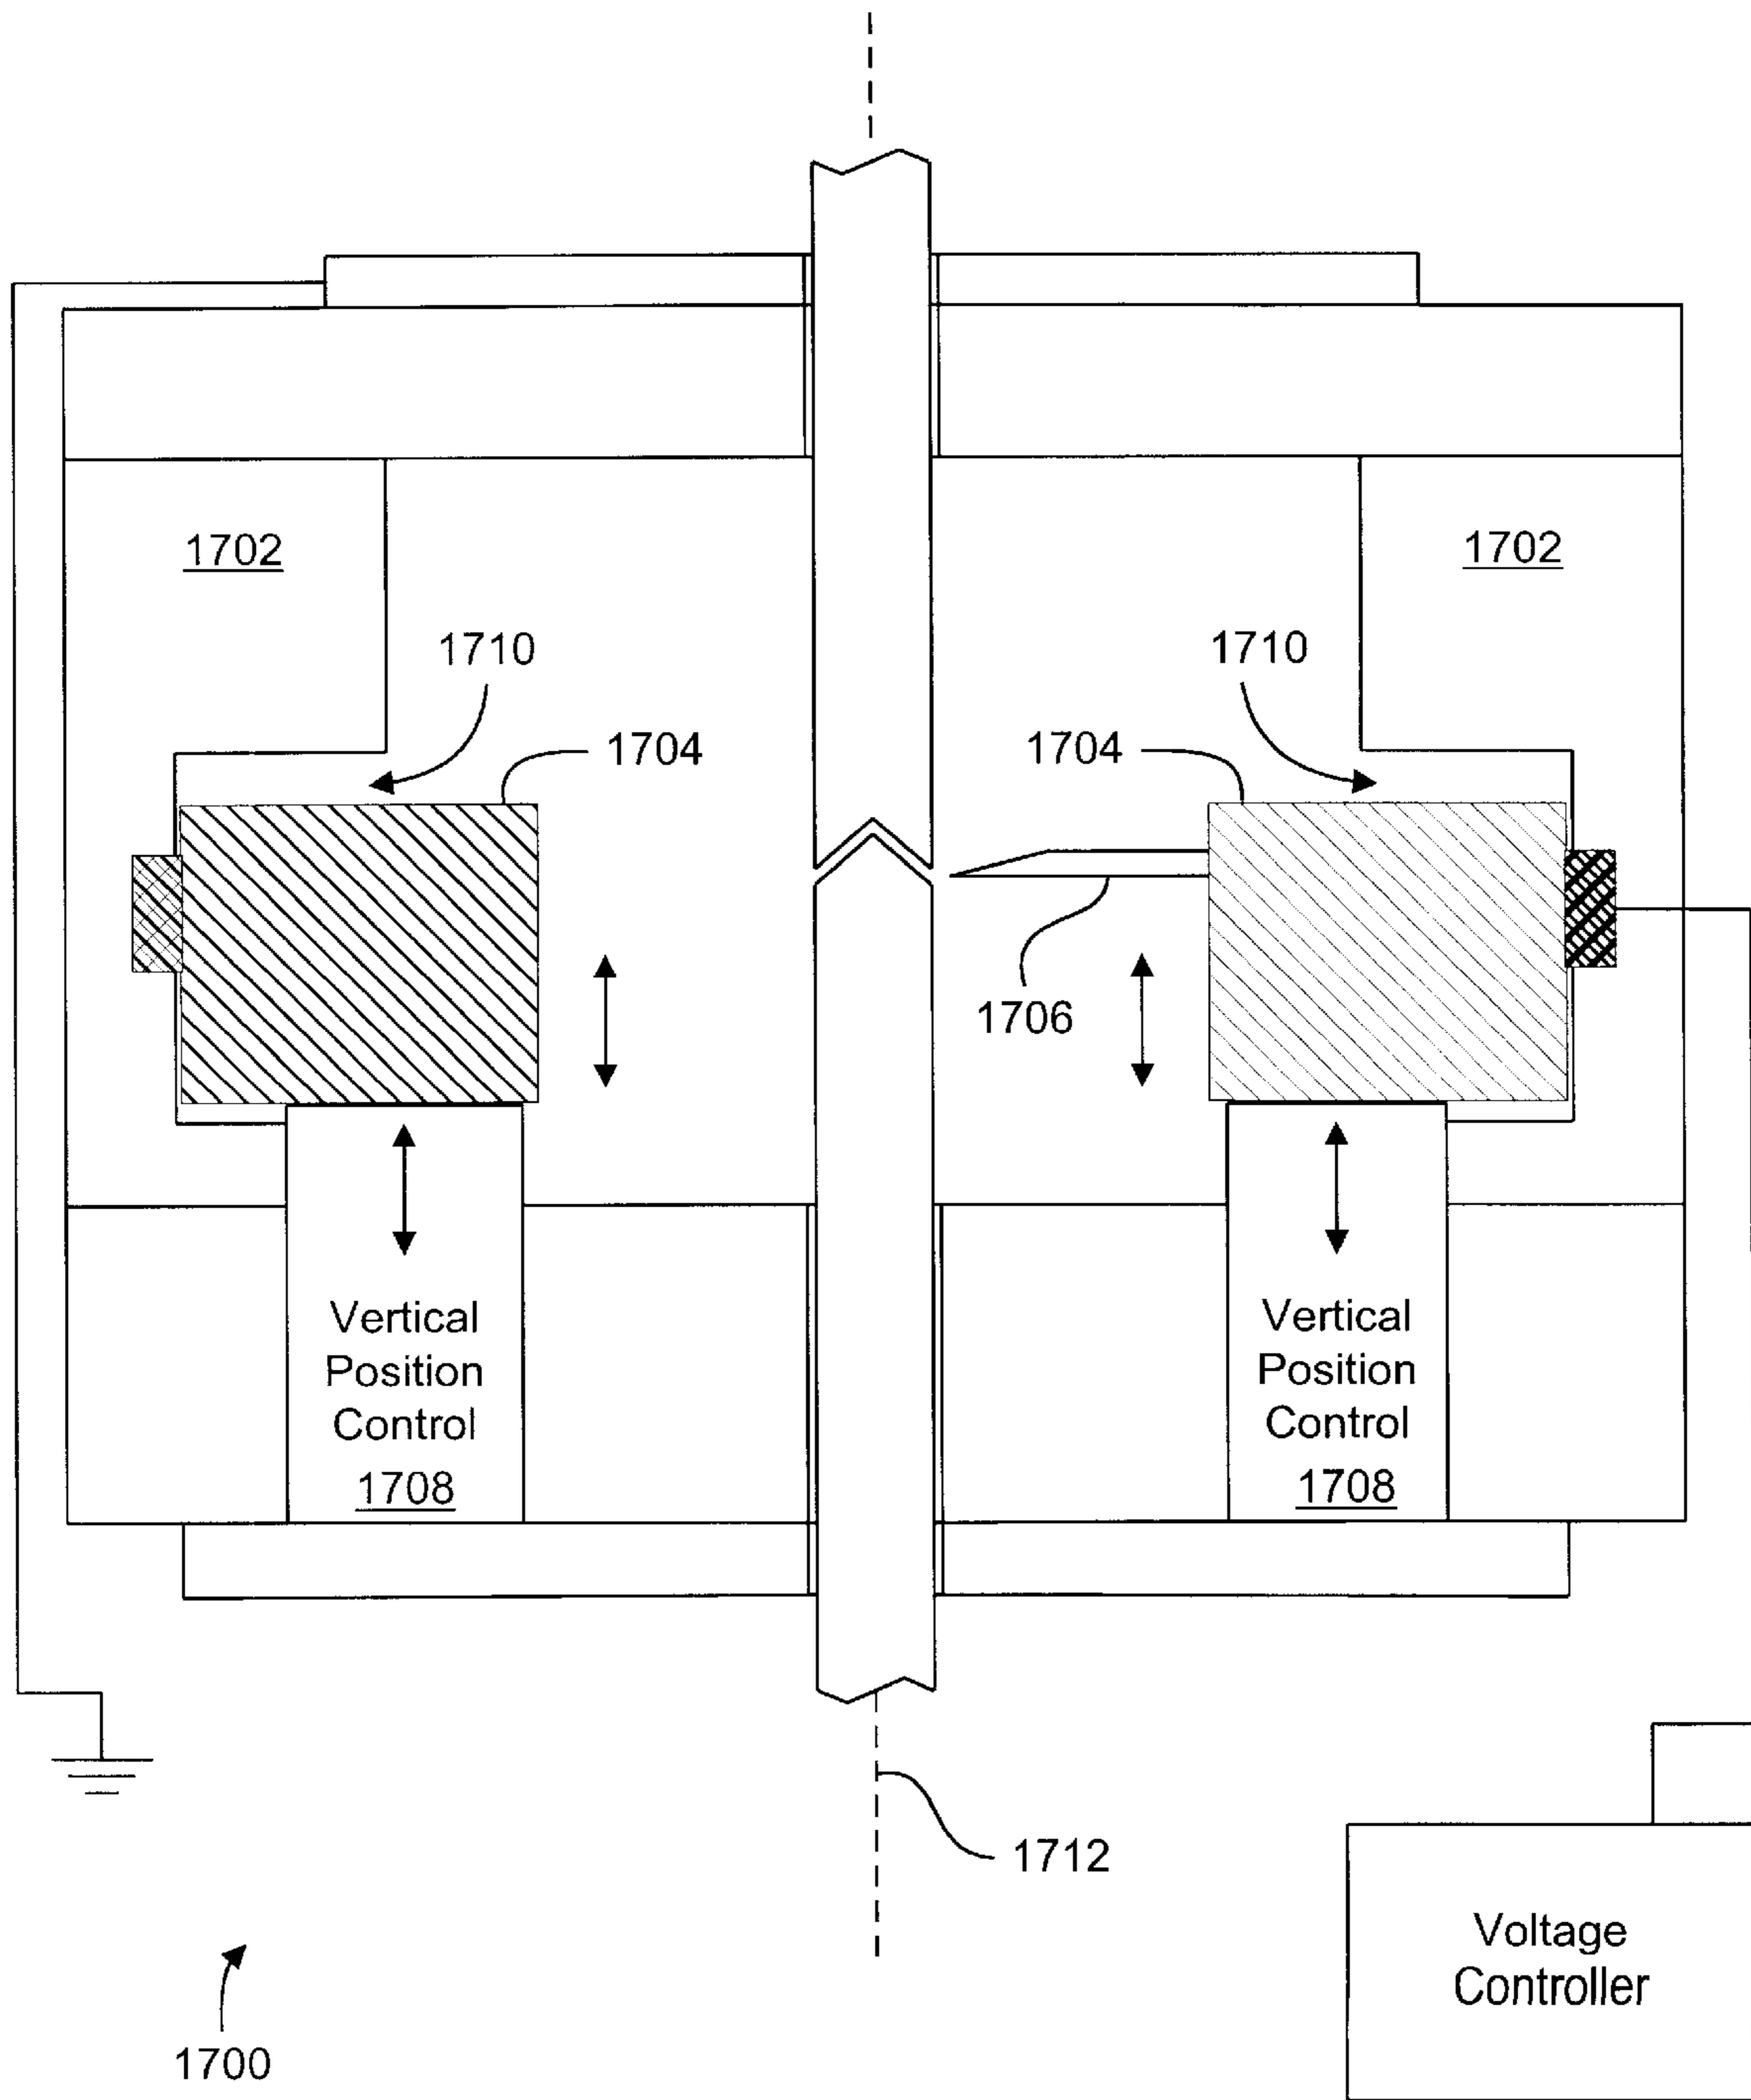 1702
1702
1710
1710
1704
1704
1706
Vertical
Position
Control
1708
Vertical
Position
Control
1708
1712
Voltage
Controller
1700